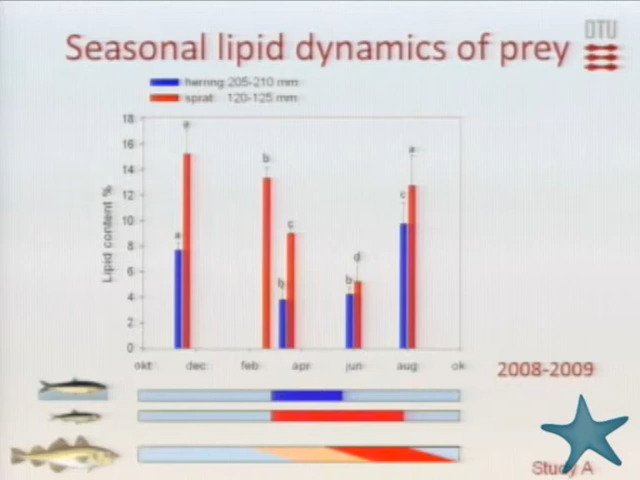 DTU
Seasonal lipid dynamics of prey
herring 205-210 mm
sprat 120-125 mm
Lipid content %
18
16
14
12
10
8
6
4
2
0
a
e
b
b
c
b
d
c
a
okt dec feb apr jun aug ok
2008-2009
Study A